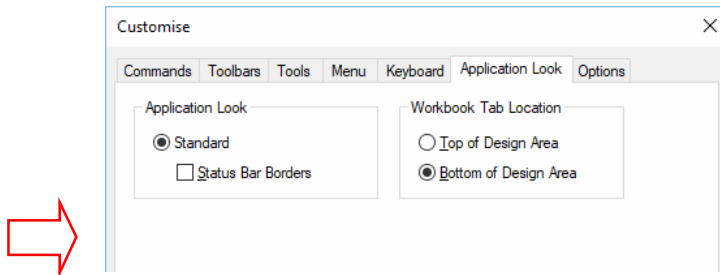 Customise
Commands Toolbars Tools Menu Keyboard Application Look Options
Application Look
Standard
Status Bar Borders
Workbook Tab Location
Top of Design Area
Bottom of Design Area